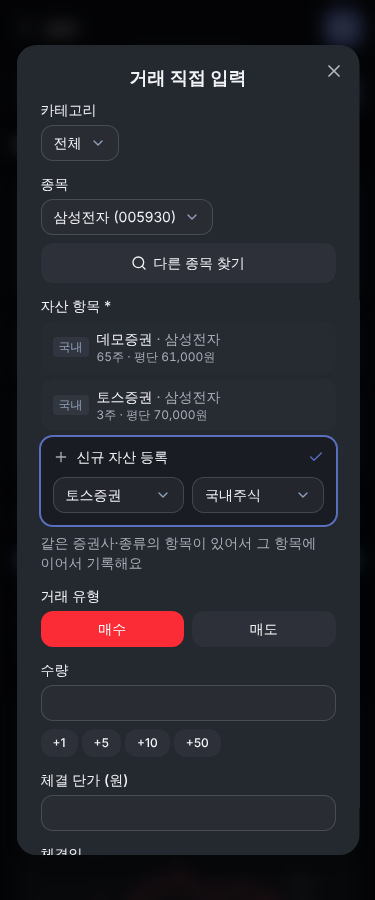 거래 직접 입력
카테고리
전체
종목
삼성전자 (005930)
다른 종목 찾기
자산 항목 *
국내 데모증권 · 삼성전자
65주 · 평단 61,000원
국내 토스증권 · 삼성전자
3주 · 평단 70,000원
신규 자산 등록
토스증권 국내주식
같은 증권사·종류의 항목이 있어서 그 항목에
이어서 기록해요
거래 유형
매수 매도
수량
+1 +5 +10 +50
체결 단가 (원)
체결일